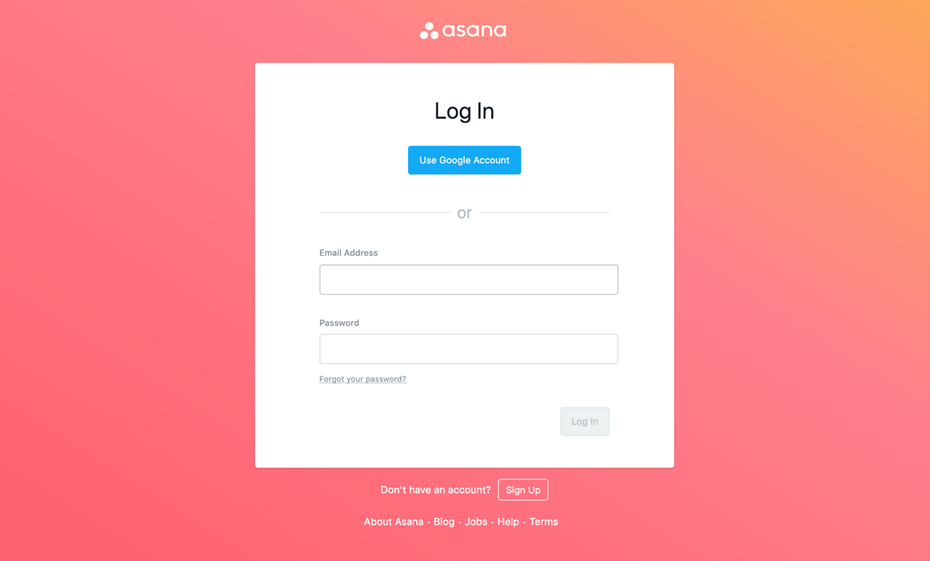 asana
Log In
Use Google Account
or
Email Address
Password
Forgot your password?
Log In
Don't have an account? Sign Up
About Asana · Blog · Jobs · Help · Terms